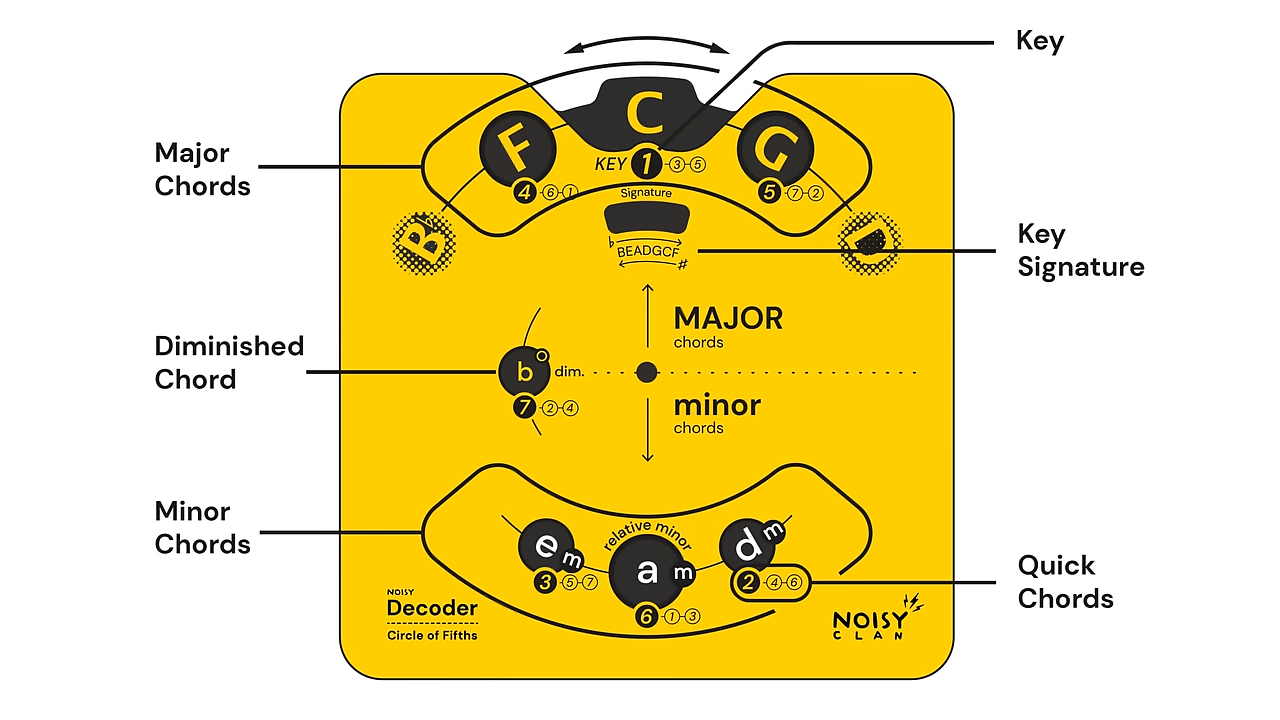 Key
C
F
G
KEY 1 3 5
4 6 1
5 7 2
Signature
Major
Chords
B♭
D
♭
BEADGCF
#
Key
Signature
MAJOR
chords
Diminished
Chord
b° dim.
7 2 4
minor
chords
Minor
Chords
relative minor
em
am
dm
3 5 7
2 4 6
6 1 3
Quick
Chords
NOISY
Decoder
Circle of Fifths
NOISY
CLAN